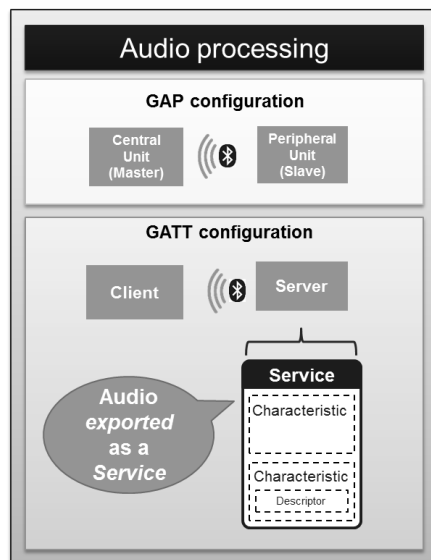 Audio processing
GAP configuration
Central
Unit
(Master)
Peripheral
Unit
(Slave)
GATT configuration
Client
Server
Service
Characteristic
Characteristic
Descriptor
Audio
exported
as a
Service